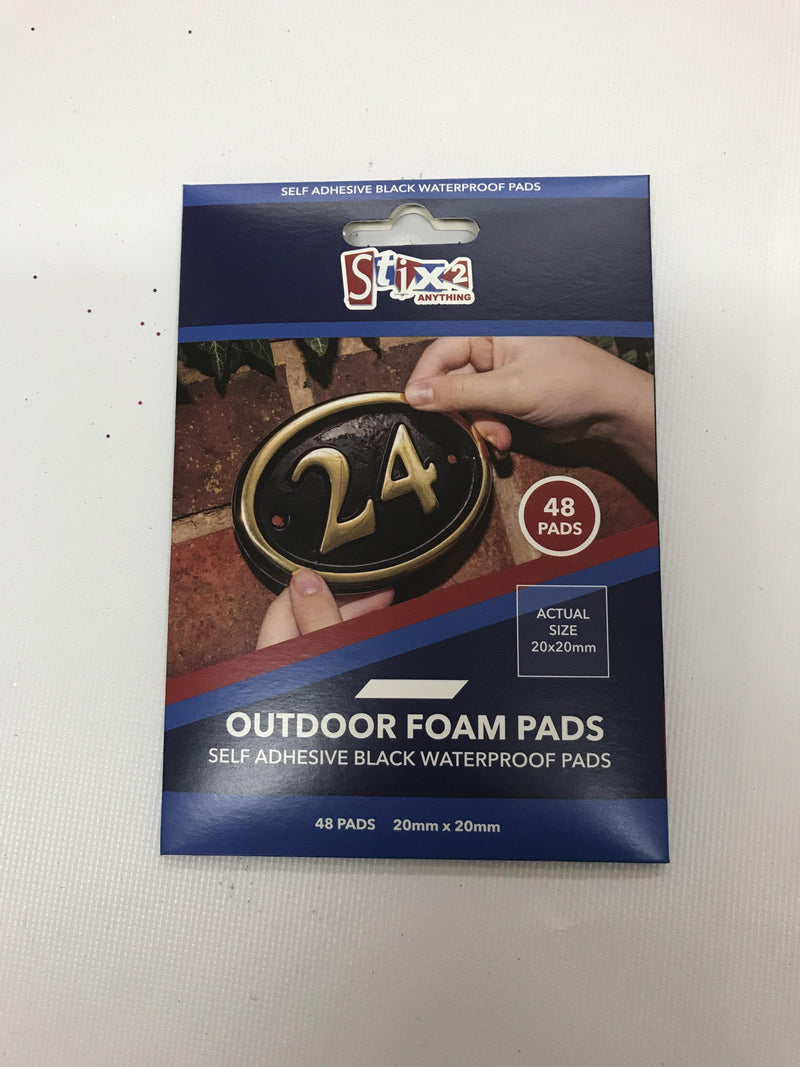 SELF ADHESIVE BLACK WATERPROOF PADS
Stix2
ANYTHING
24
48
PADS
ACTUAL
SIZE
20x20mm
OUTDOOR FOAM PADS
SELF ADHESIVE BLACK WATERPROOF PADS
48 PADS 20mm x 20mm